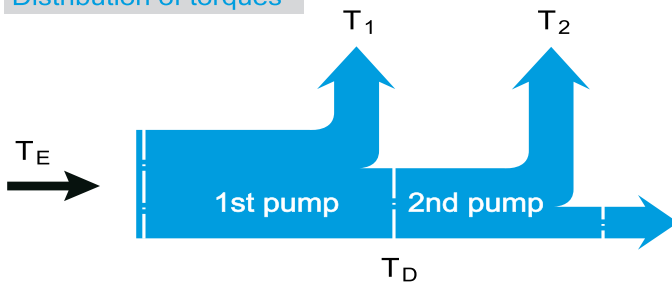 Distribution of torques
T1
T2
TE
1st pump
2nd pump
TD